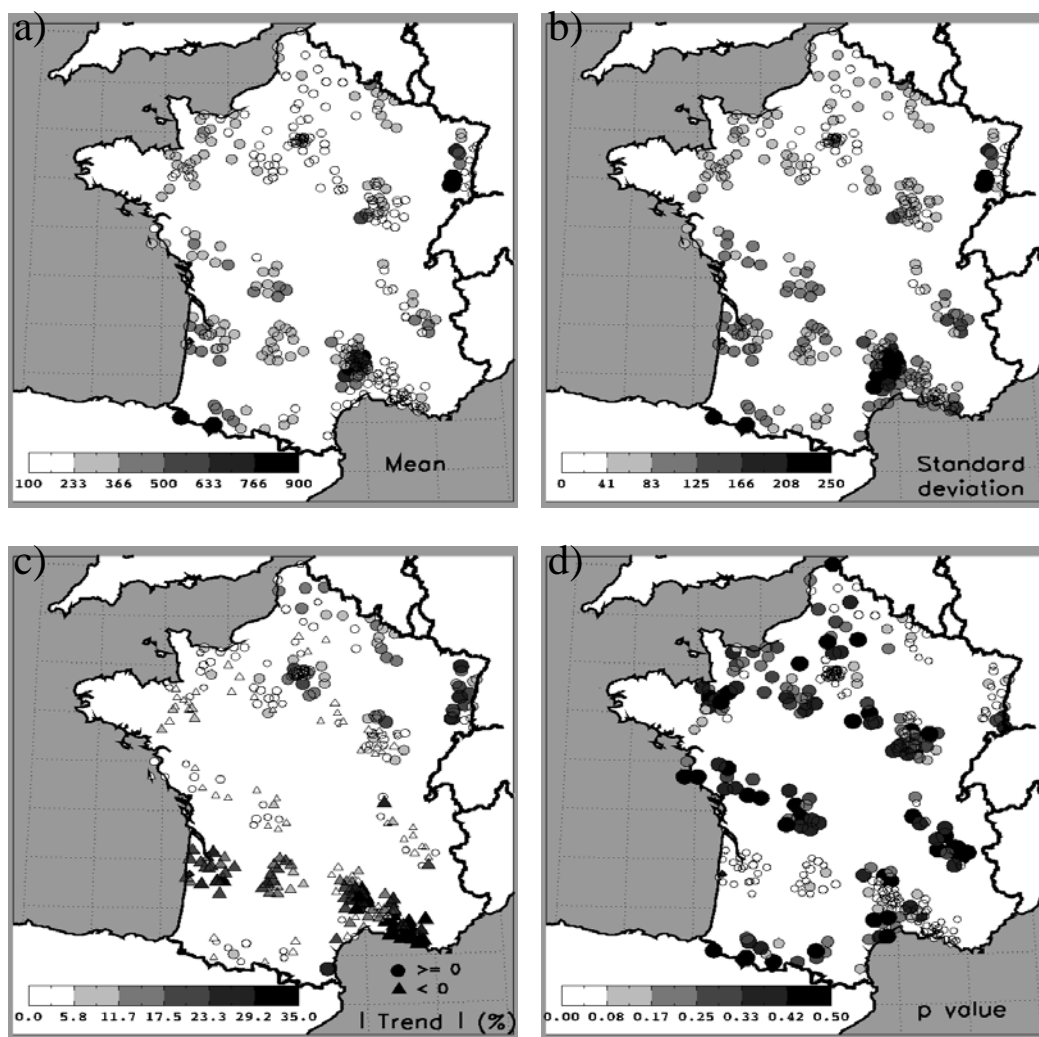 a)
100 233 366 500 633 766 900
Mean
b)
0 41 83 125 166 208 250
Standard
deviation
c)
>= 0
< 0
0.0 5.8 11.7 17.5 23.3 29.2 35.0
| Trend | (%)
d)
0.00 0.08 0.17 0.25 0.33 0.42 0.50
p value